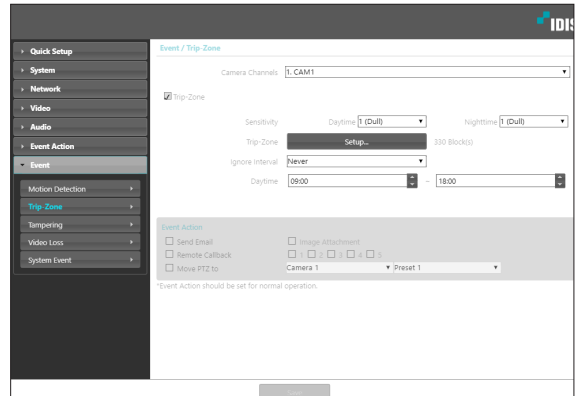 IDIS
Quick Setup
System
Network
Video
Audio
Event Action
Event
Motion Detection
Trip-Zone
Tampering
Video Loss
System Event
Event / Trip-Zone
Camera Channels 1. CAM1
Trip-Zone
Sensitivity Daytime 1 (Dull) Nighttime 1 (Dull)
Trip-Zone Setup... 330 Block(s)
Ignore Interval Never
Daytime 09:00 – 18:00
Event Action
Send Email Image Attachment
Remote Callback 1 2 3 4 5
Move PTZ to Camera 1 Preset 1
*Event Action should be set for normal operation.
Save